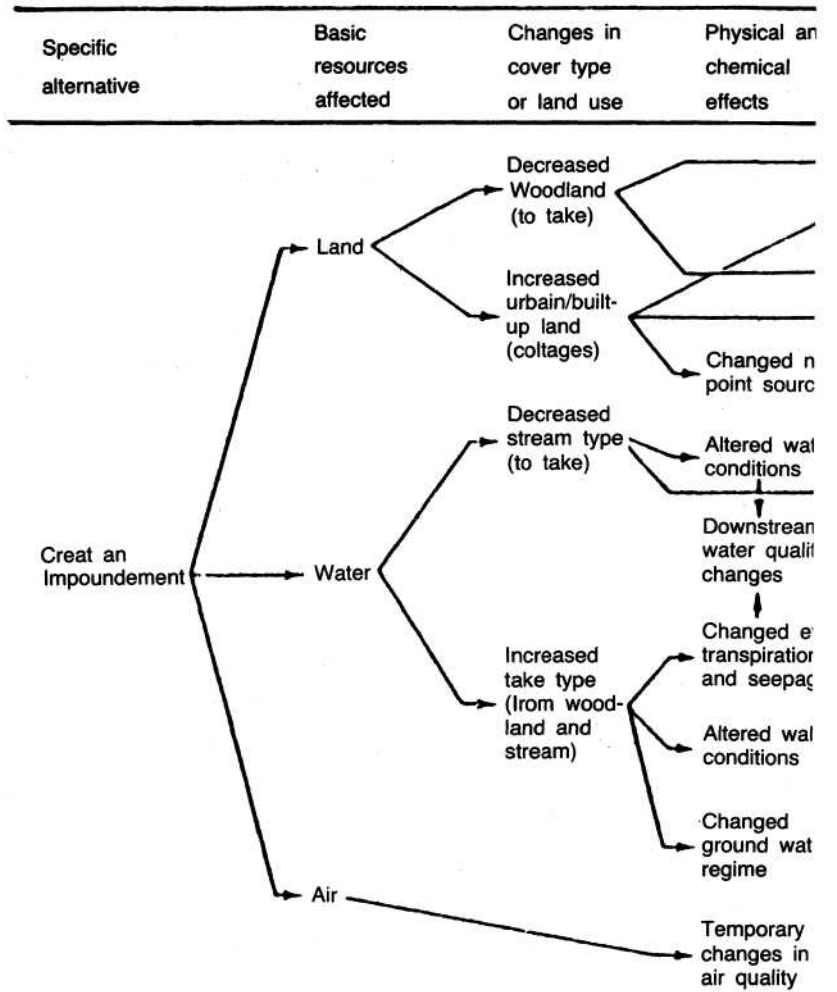 Specific
alternative
Basic
resources
affected
Changes in
cover type
or land use
Physical an
chemical
effects
Decreased
Woodland
(to take)
Land
Increased
urbain/built-
up land
(coltages)
Changed n
point sourc
Decreased
stream type
(to take)
Altered wat
conditions
Downstream
water qualit
changes
Creat an
Impoundement
Water
Changed e
transpiration
and seepag
Increased
take type
(Irom wood-
land and
stream)
Altered wat
conditions
Changed
ground wat
regime
Air
Temporary
changes in
air quality